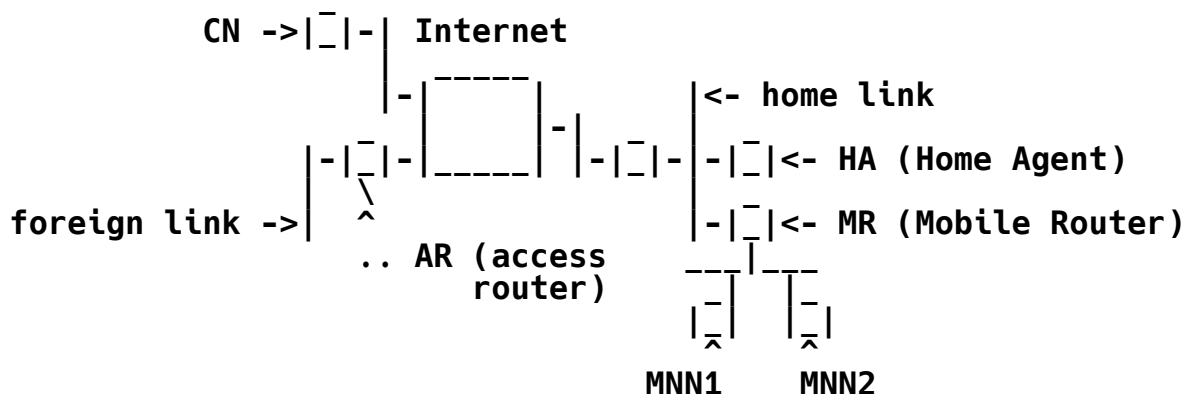 CN -> Internet
<- home link
<- HA (Home Agent)
foreign link -> <- MR (Mobile Router)
.. AR (access
router)
MNN1 MNN2